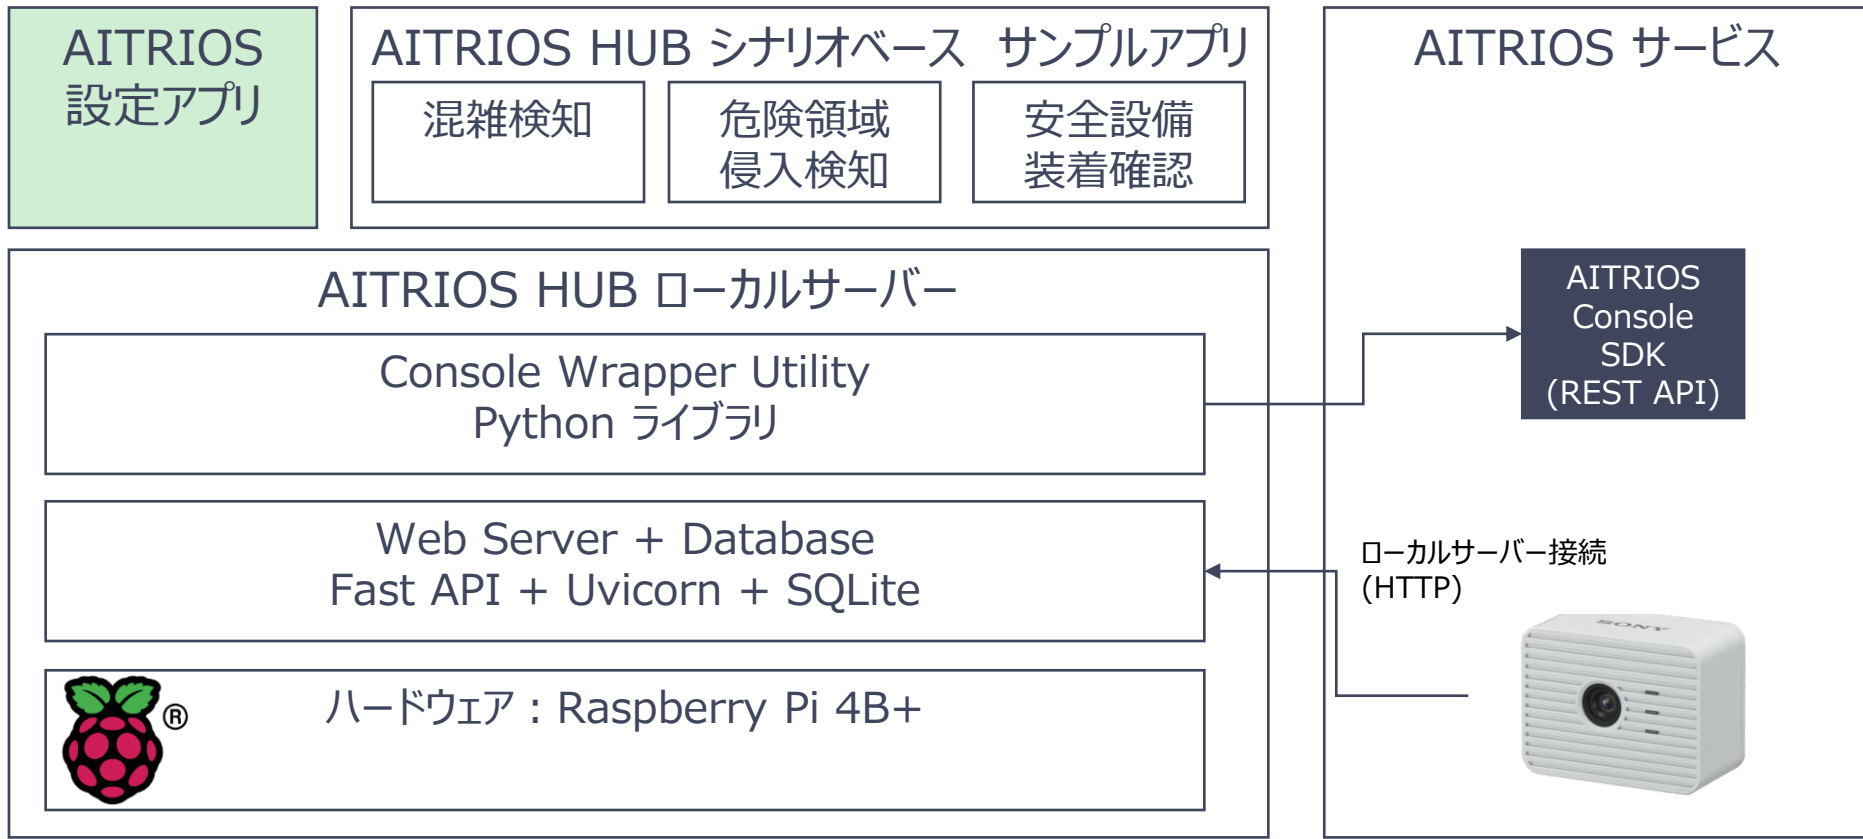 AITRIOS
設定アプリ
AITRIOS HUB シナリオベース サンプルアプリ
混雑検知
危険領域
侵入検知
安全設備
装着確認
AITRIOS サービス
AITRIOS HUB ローカルサーバー
Console Wrapper Utility
Python ライブラリ
AITRIOS
Console
SDK
(REST API)
Web Server + Database
Fast API + Uvicorn + SQLite
ローカルサーバー接続
(HTTP)
SONY
®
ハードウェア：Raspberry Pi 4B+